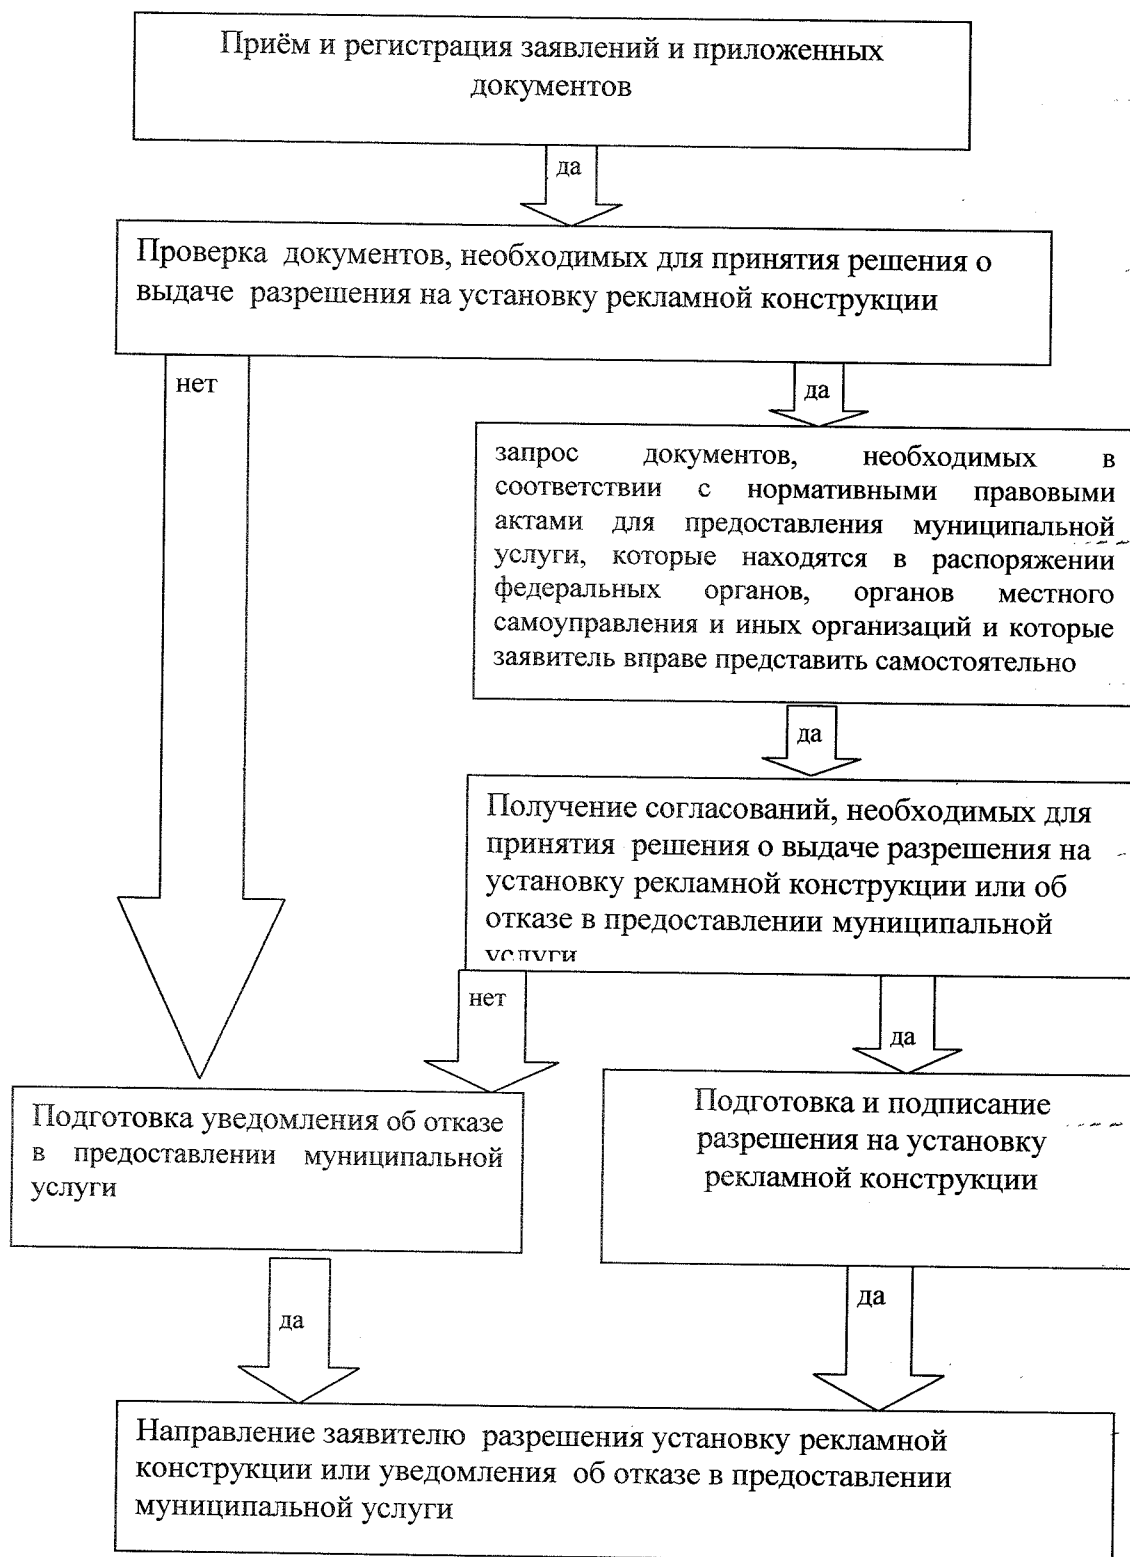 Приём и регистрация заявлений и приложенных
документов
да
Проверка документов, необходимых для принятия решения о
выдаче разрешения на установку рекламной конструкции
нет
да
запрос документов, необходимых в
соответствии с нормативными правовыми
актами для предоставления муниципальной
услуги, которые находятся в распоряжении
федеральных органов, органов местного
самоуправления и иных организаций и которые
заявитель вправе представить самостоятельно
да
Получение согласований, необходимых для
принятия решения о выдаче разрешения на
установку рекламной конструкции или об
отказе в предоставлении муниципальной
услуги
нет
да
Подготовка уведомления об отказе
в предоставлении муниципальной
услуги
Подготовка и подписание
разрешения на установку
рекламной конструкции
да
да
Направление заявителю разрешения установку рекламной
конструкции или уведомления об отказе в предоставлении
муниципальной услуги